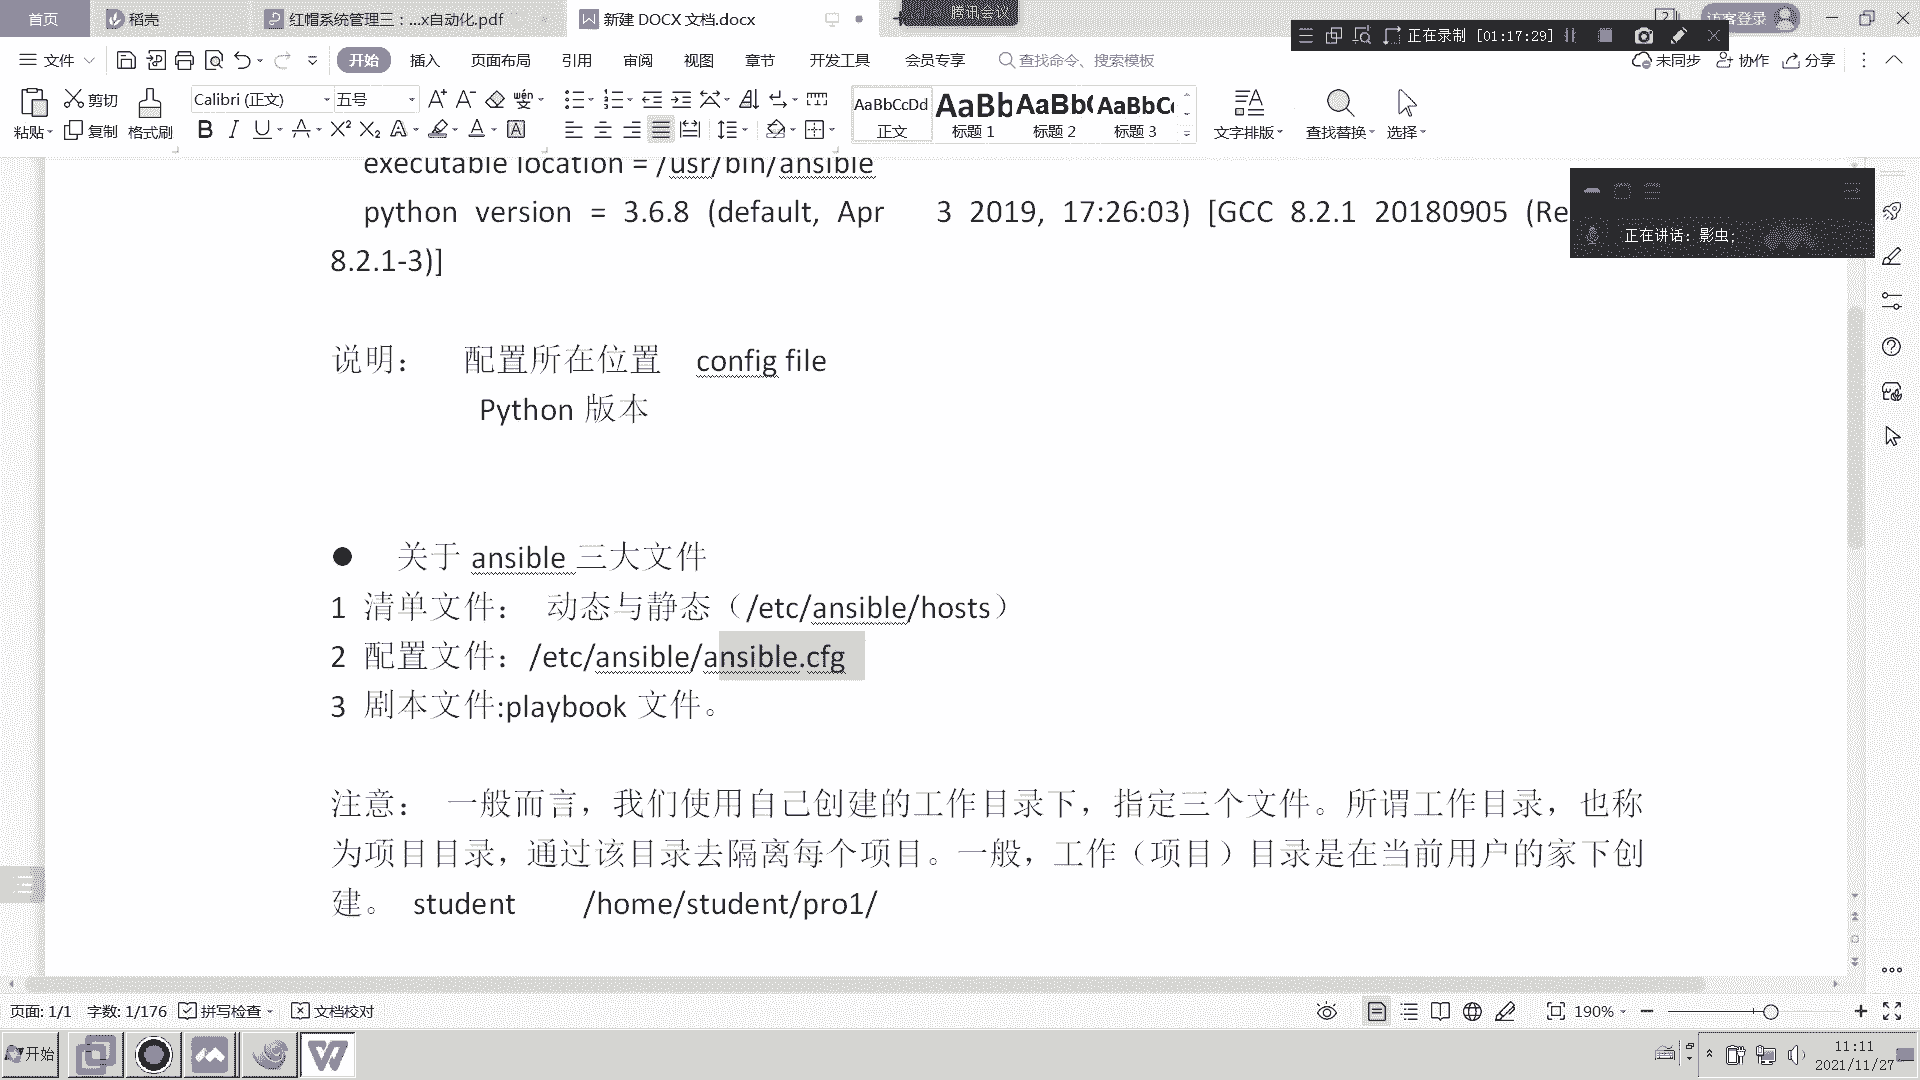 首页
稻壳
红帽系统管理三：...x自动化.pdf
新建 DOCX 文档.docx
腾讯会议
访客登录
正在录制 [01:17:29]
文件
开始
插入
页面布局
引用
审阅
视图
章节
开发工具
会员专享
查找命令、搜索模板
未同步
协作
分享
粘贴
剪切
复制
格式刷
Calibri (正文)
五号
AaBbCcDd
正文
标题 1
标题 2
标题 3
文字排版
查找替换
选择
executable location = /usr/bin/ansible
python version = 3.6.8 (default, Apr 3 2019, 17:26:03) [GCC 8.2.1 20180905 (Re
8.2.1-3)]
正在讲话：影虫;
说明： 配置所在位置 config file
Python 版本
● 关于 ansible 三大文件
1 清单文件： 动态与静态（/etc/ansible/hosts）
2 配置文件：/etc/ansible/ansible.cfg
3 剧本文件:playbook 文件。
注意： 一般而言，我们使用自己创建的工作目录下，指定三个文件。所谓工作目录，也称
为项目目录，通过该目录去隔离每个项目。一般，工作（项目）目录是在当前用户的家下创
建。 student /home/student/pro1/
页面: 1/1
字数: 1/176
拼写检查
文档校对
190%
开始
11:11
2021/11/27